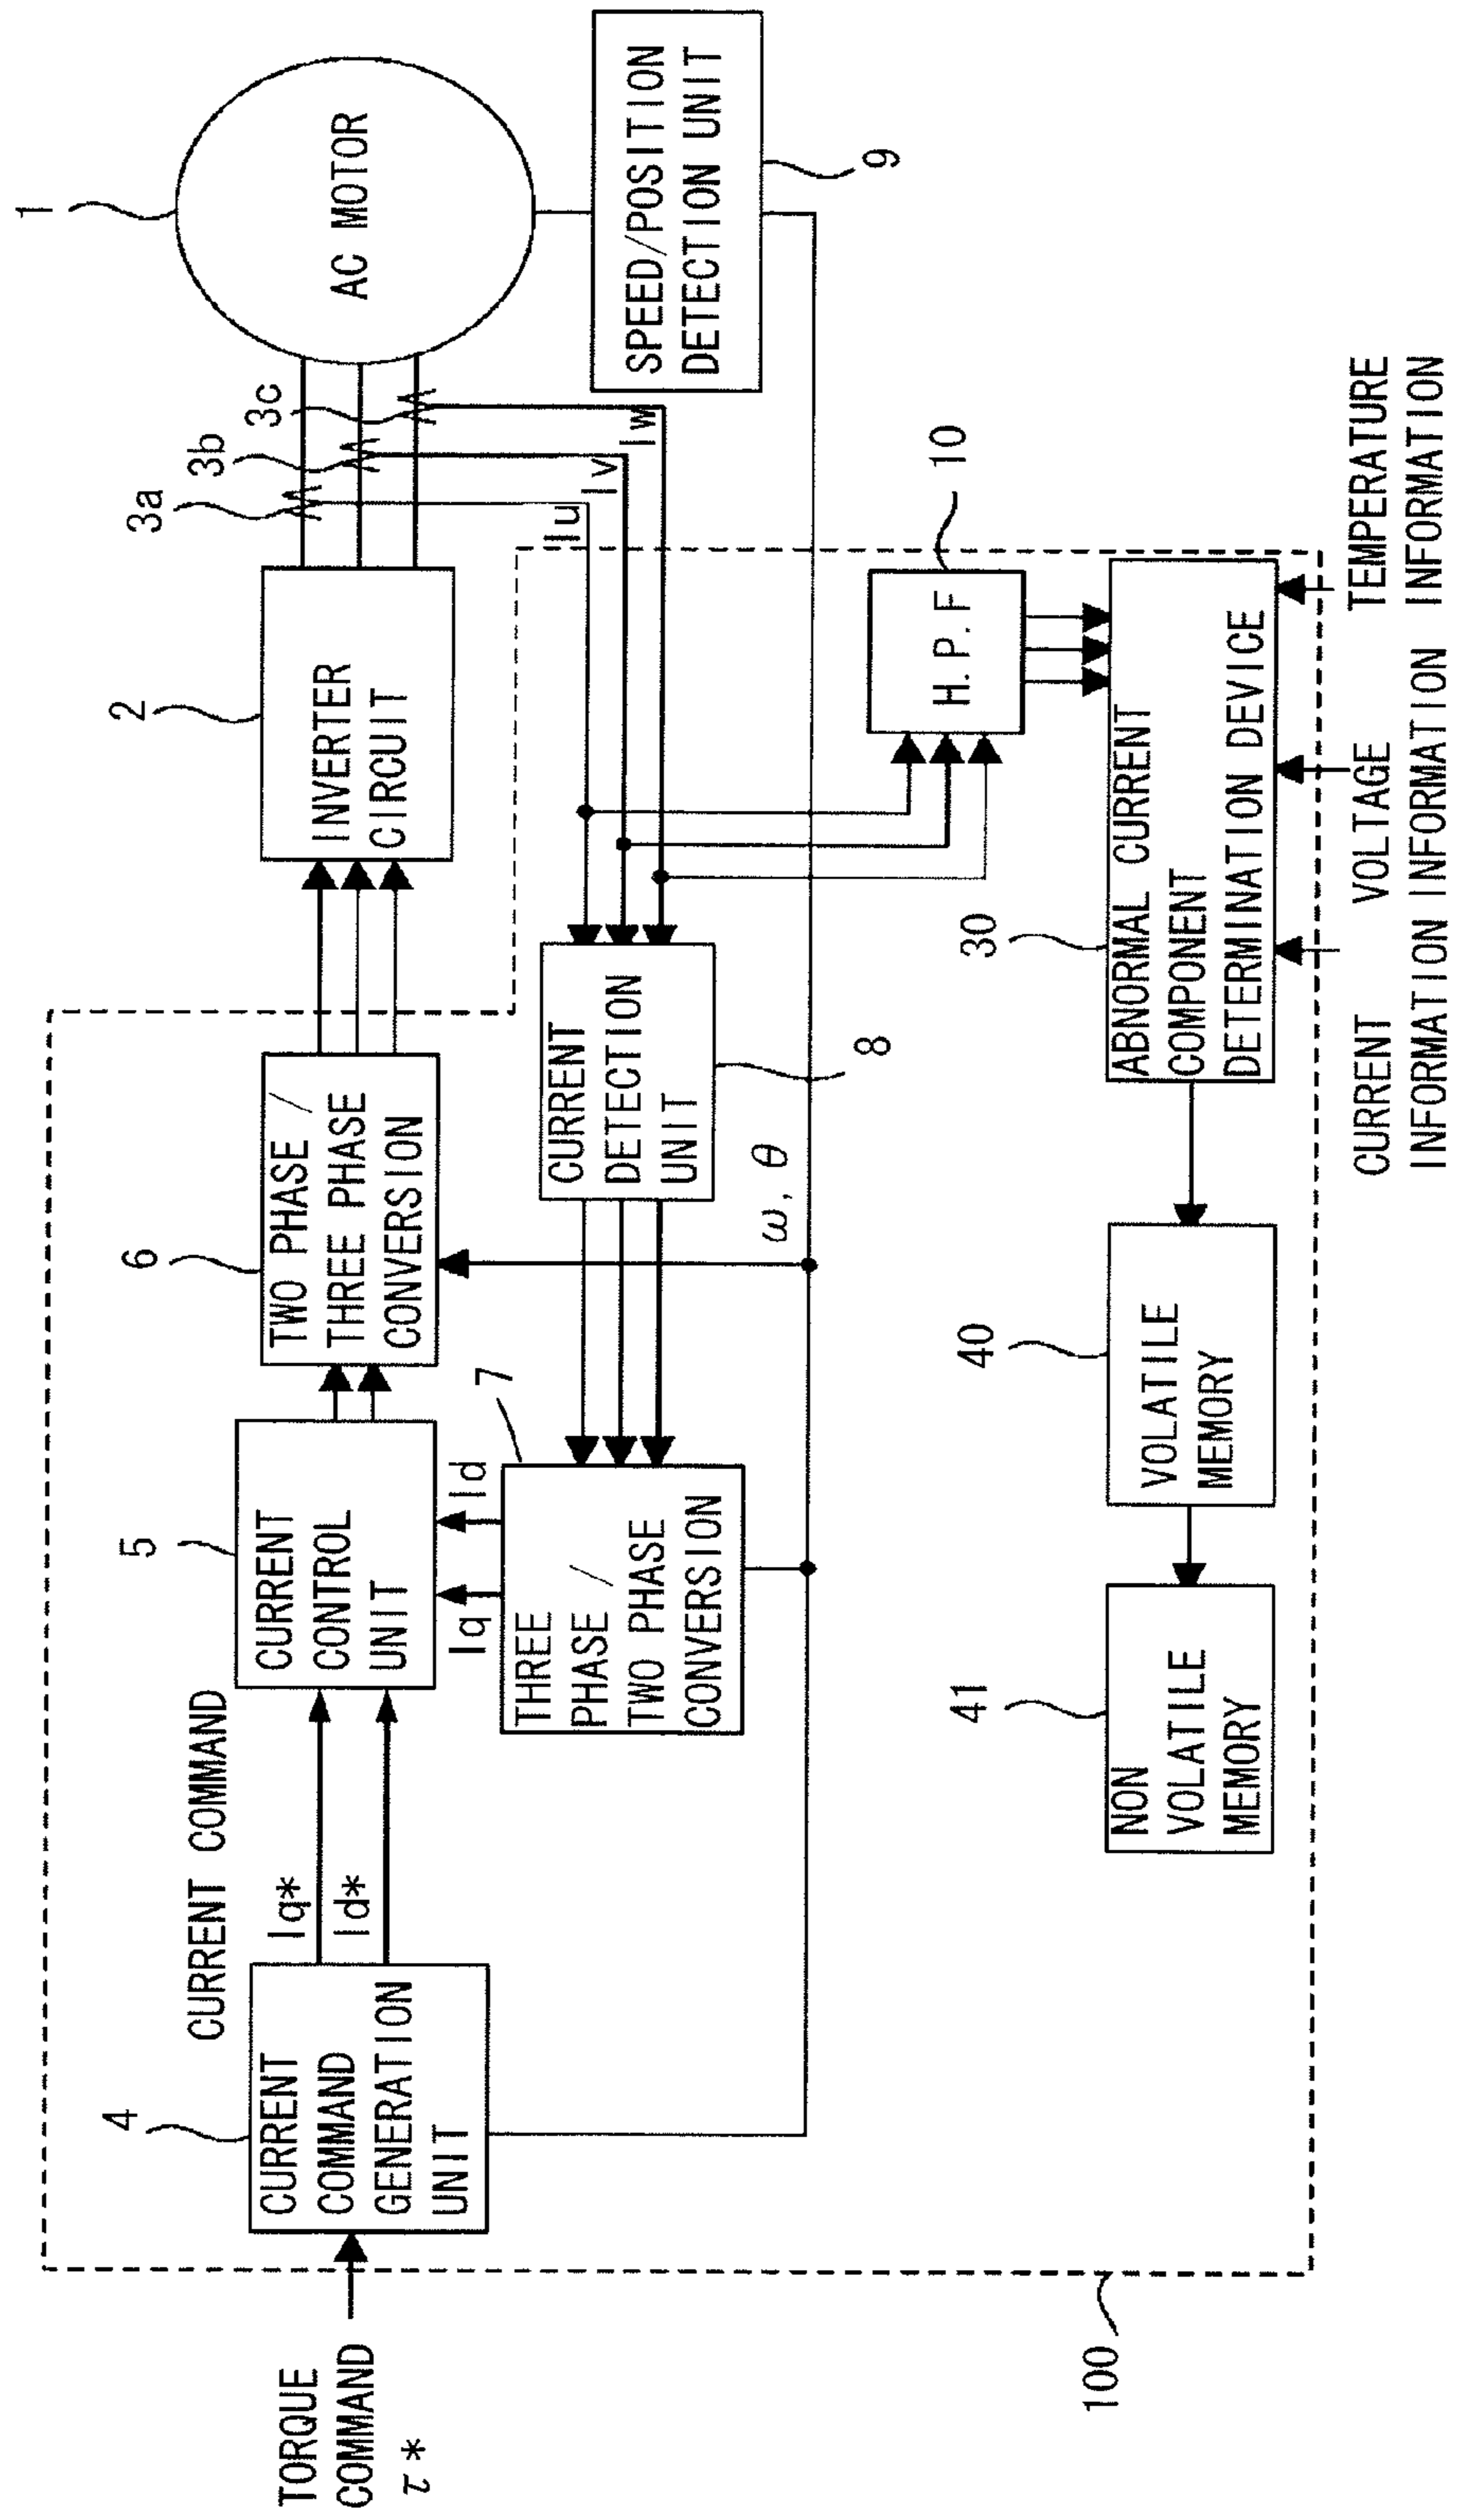 TORQUE
COMMAND
τ*
4
CURRENT
COMMAND
GENERATION
UNIT
CURRENT COMMAND
Iq*
Id*
5
CURRENT
CONTROL
UNIT
Iq
Id
7
THREE
PHASE /
TWO PHASE
CONVERSION
6
TWO PHASE /
THREE PHASE
CONVERSION
2
INVERTER
CIRCUIT
3a
3b
3c
1
AC MOTOR
Iu
Iv
Iw
SPEED/POSITION
DETECTION UNIT
9
CURRENT
DETECTION
UNIT
8
ω, θ
H. P. F
10
30
ABNORMAL CURRENT
COMPONENT
DETERMINATION DEVICE
40
VOLATILE
MEMORY
41
NON
VOLATILE
MEMORY
CURRENT
INFORMATION
VOLTAGE
INFORMATION
TEMPERATURE
INFORMATION
100